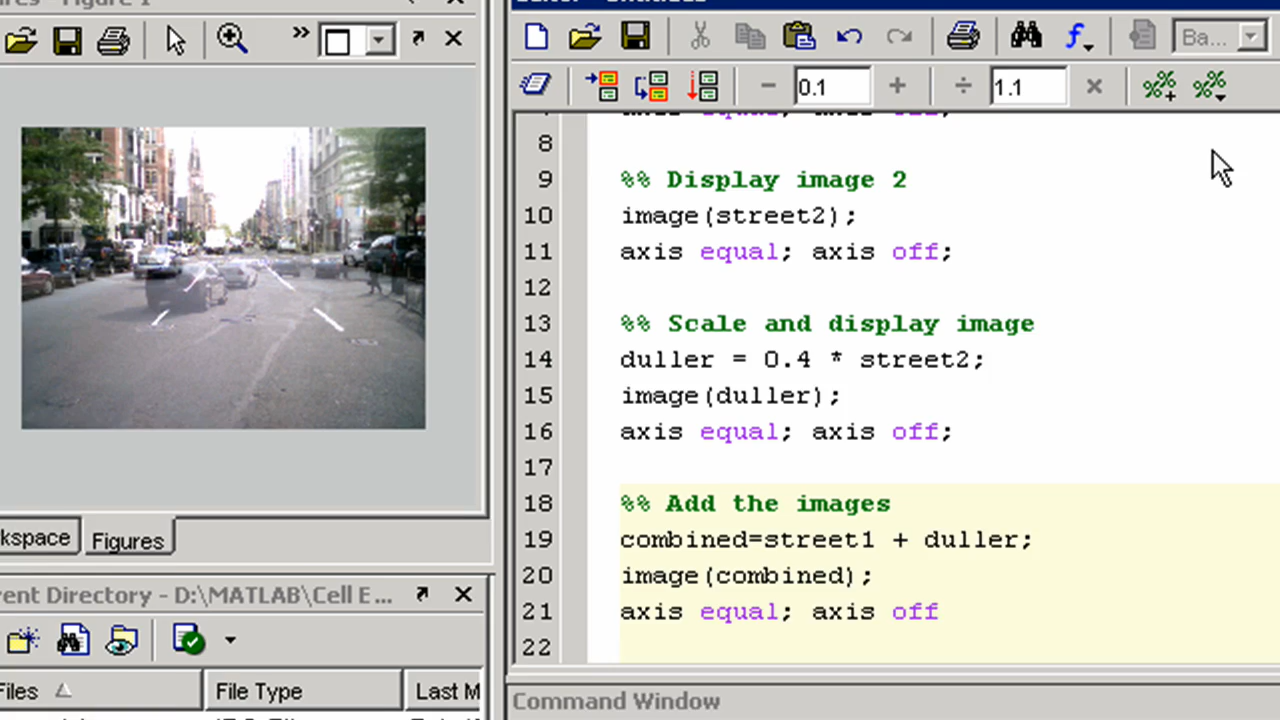 Figure 1
»
Ba...
0.1
1.1
8
9 %% Display image 2
10 image(street2);
11 axis equal; axis off;
12
13 %% Scale and display image
14 duller = 0.4 * street2;
15 image(duller);
16 axis equal; axis off;
17
18 %% Add the images
19 combined=street1 + duller;
20 image(combined);
21 axis equal; axis off
22
kspace
Figures
rent Directory - D:\MATLAB\Cell E...
Files
File Type
Last M
Command Window